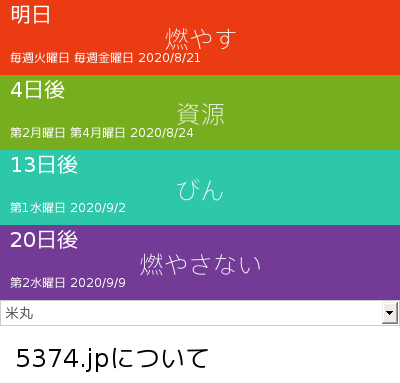 明日
燃やす
毎週火曜日 毎週金曜日 2020/8/21
4日後
資源
第2月曜日 第4月曜日 2020/8/24
13日後
びん
第1水曜日 2020/9/2
20日後
燃やさない
第2水曜日 2020/9/9
米丸
5374.jpについて